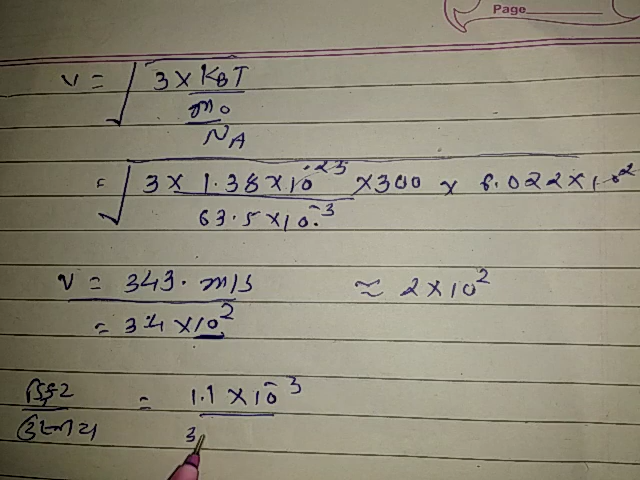 Page
v = √ 3 × KBT
m0
NA
= √ 3 × 1.38 × 10⁻²³ × 300 × 6.022 × 10²
63.5 × 10⁻³
v = 343. m/s ≈ 2 × 10²
= 3.4 × 10²
= 1.1 × 10⁻³
3